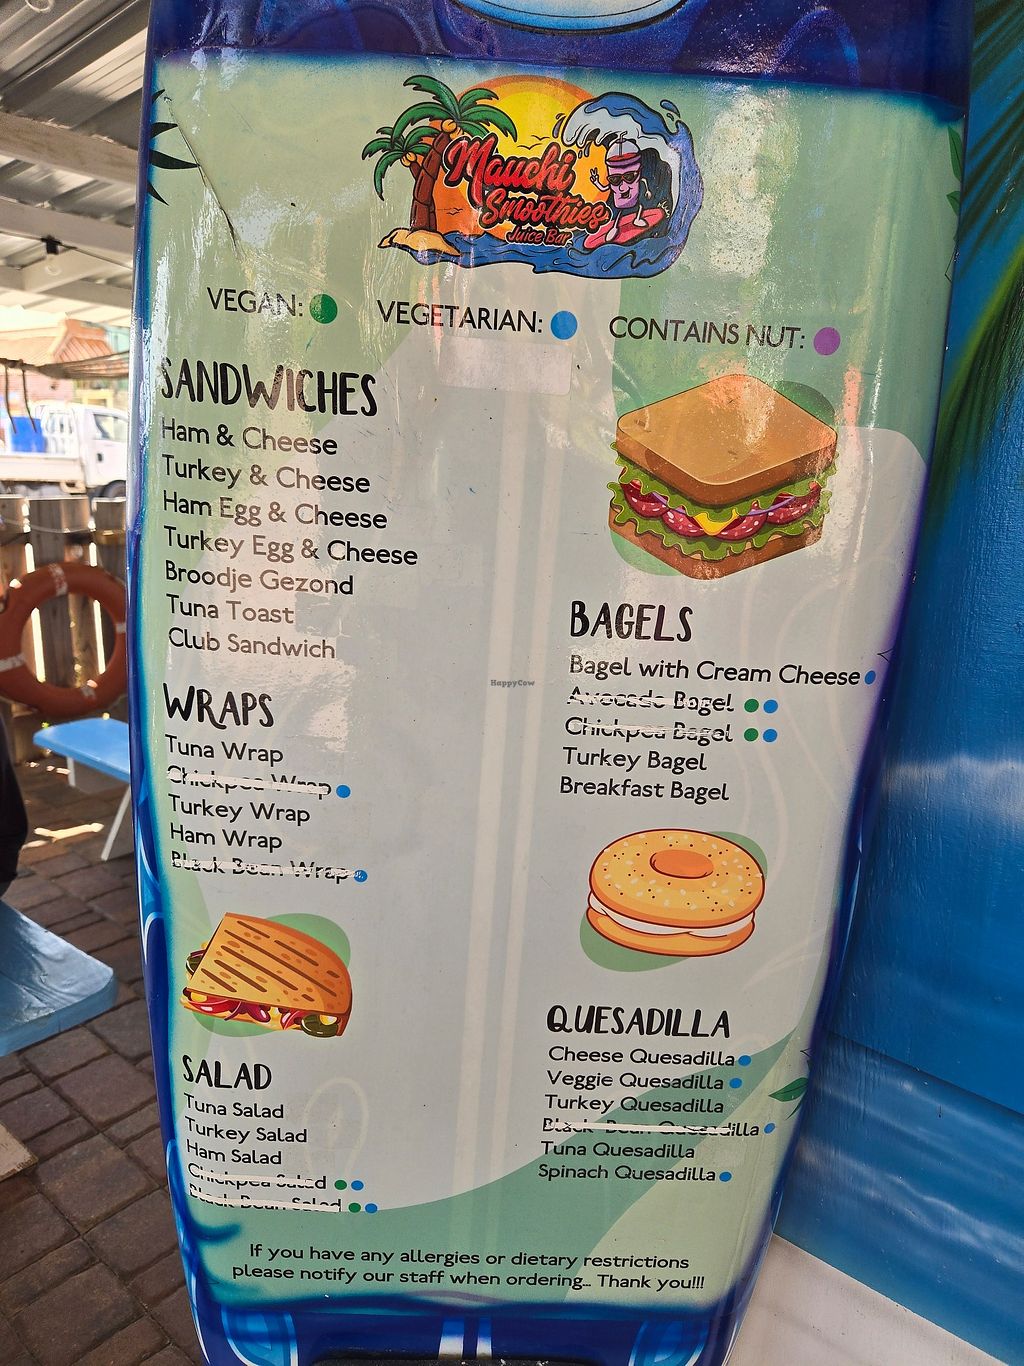 Mauchi
Smoothies
Juice Bar
VEGAN:
VEGETARIAN:
CONTAINS NUT:
SANDWICHES
Ham & Cheese
Turkey & Cheese
Ham Egg & Cheese
Turkey Egg & Cheese
Broodje Gezond
Tuna Toast
Club Sandwich
WRAPS
Tuna Wrap
Chickpea Wrap
Turkey Wrap
Ham Wrap
Black Bean Wrap
SALAD
Tuna Salad
Turkey Salad
Ham Salad
Chickpea Salad
Black Bean Salad
BAGELS
Bagel with Cream Cheese
Avocado Bagel
Chickpea Bagel
Turkey Bagel
Breakfast Bagel
QUESADILLA
Cheese Quesadilla
Veggie Quesadilla
Turkey Quesadilla
Black Bean Quesadilla
Tuna Quesadilla
Spinach Quesadilla
If you have any allergies or dietary restrictions
please notify our staff when ordering... Thank you!!!
HappyCow